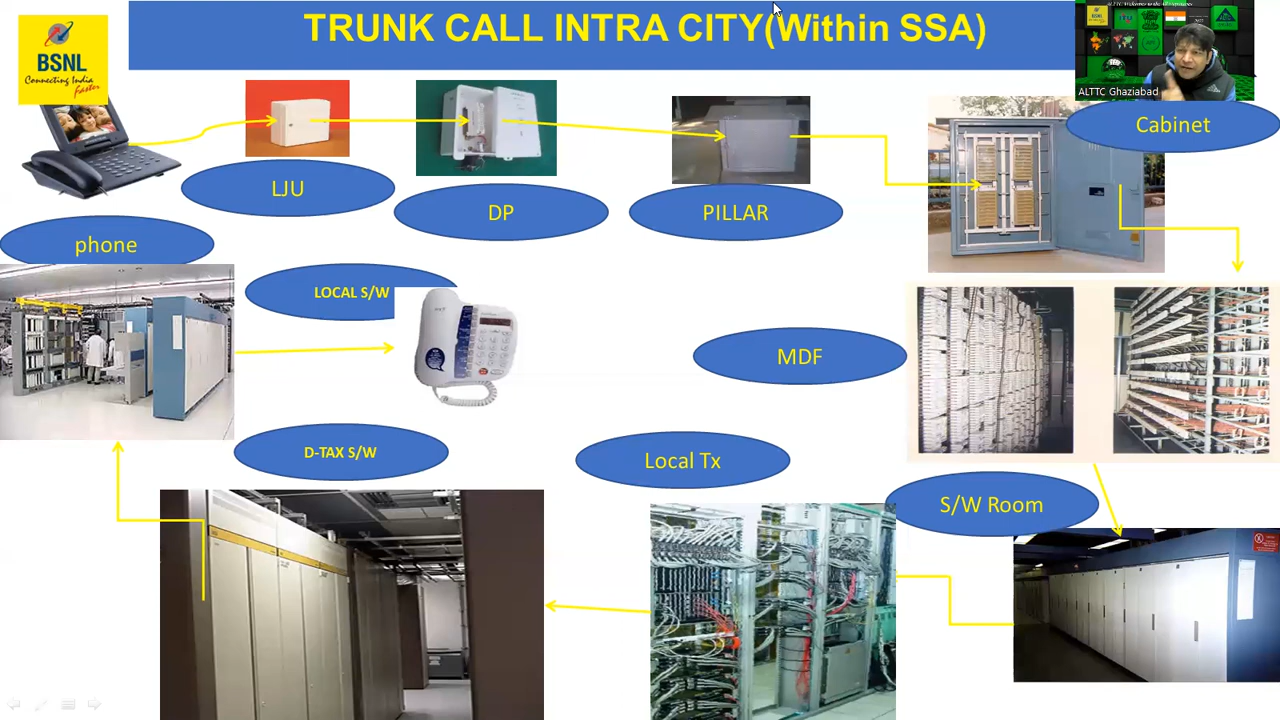 TRUNK CALL INTRA CITY(Within SSA)
BSNL
Connecting India
faster
ALTTC Ghaziabad
Cabinet
LJU
DP
PILLAR
phone
LOCAL S/W
MDF
D-TAX S/W
Local Tx
S/W Room